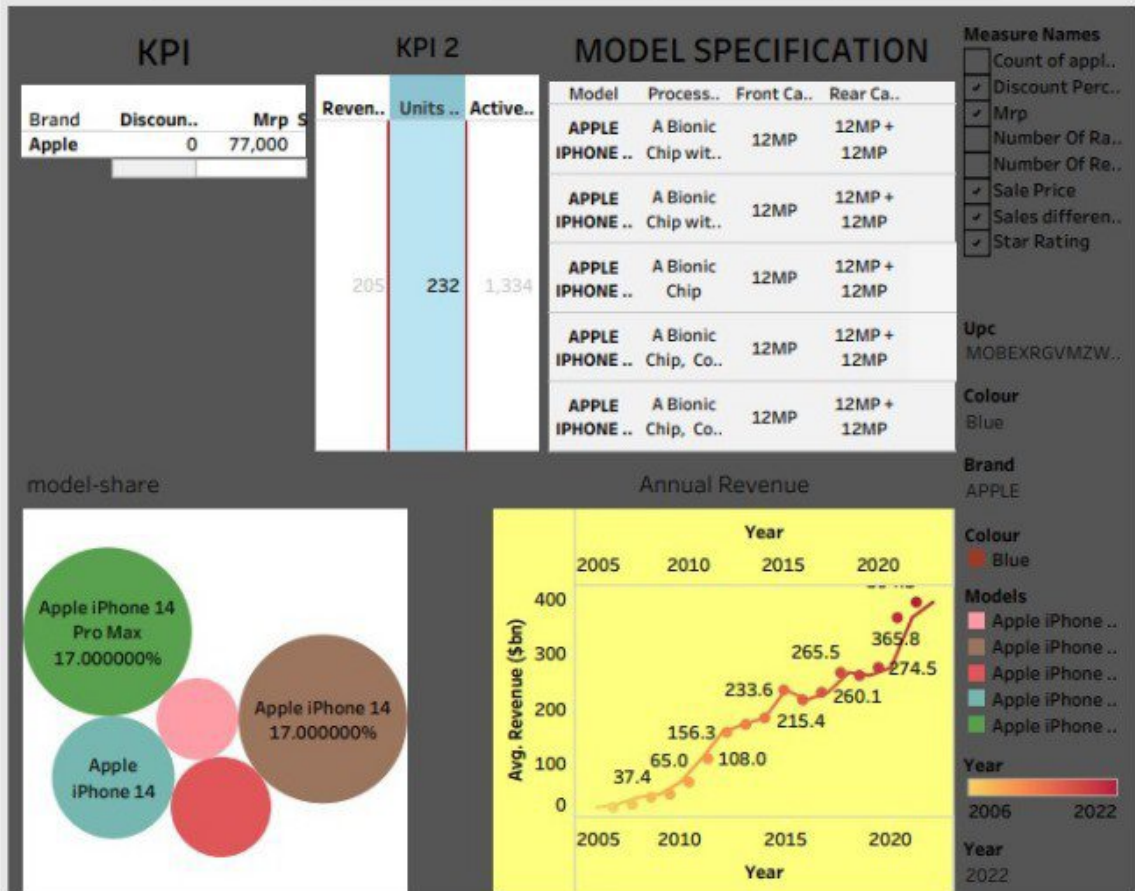 KPI
Brand Discoun.. Mrp S
Apple 0 77,000
KPI 2
Reven.. Units .. Active..
205 232 1,334
MODEL SPECIFICATION
Model Process.. Front Ca.. Rear Ca..
APPLE IPHONE .. A Bionic Chip wit.. 12MP 12MP + 12MP
APPLE IPHONE .. A Bionic Chip wit.. 12MP 12MP + 12MP
APPLE IPHONE .. A Bionic Chip 12MP 12MP + 12MP
APPLE IPHONE .. A Bionic Chip, Co.. 12MP 12MP + 12MP
APPLE IPHONE .. A Bionic Chip, Co.. 12MP 12MP + 12MP
Measure Names
Count of appl..
Discount Perc..
Mrp
Number Of Ra..
Number Of Re..
Sale Price
Sales differen..
Star Rating
Upc
MOBEXRGVMZW..
Colour
Blue
Brand
APPLE
Colour
Blue
Models
Apple iPhone ..
Apple iPhone ..
Apple iPhone ..
Apple iPhone ..
Apple iPhone ..
Year
2006 2022
Year
2022
model-share
Apple iPhone 14
Pro Max
17.000000%
Apple iPhone 14
17.000000%
Apple
iPhone 14
Annual Revenue
Year
2005 2010 2015 2020
Avg. Revenue ($bn)
400
300
200
100
0
37.4
65.0
156.3
108.0
233.6
215.4
265.5
260.1
365.8
274.5
2005 2010 2015 2020
Year